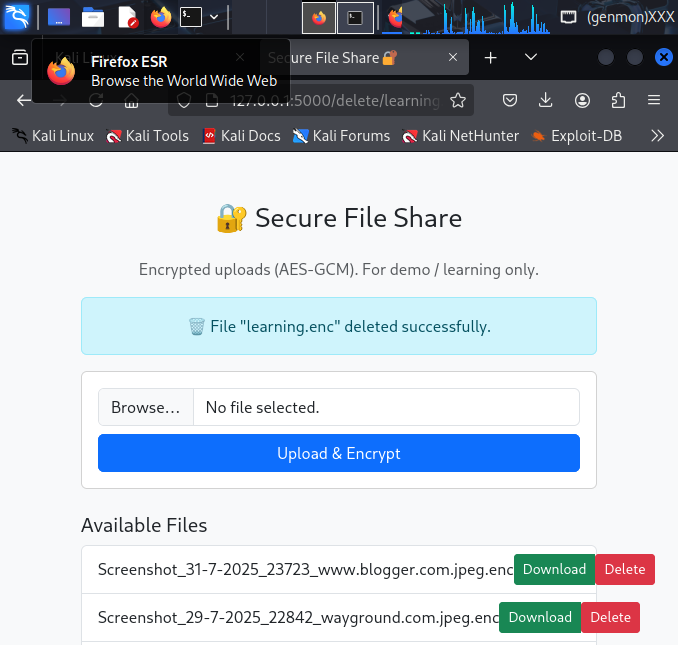 (genmon)XXX
Secure File Share
Firefox ESR
Browse the World Wide Web
127.0.0.1:5000/delete/learning
Kali Linux
Kali Tools
Kali Docs
Kali Forums
Kali NetHunter
Exploit-DB
Secure File Share
Encrypted uploads (AES-GCM). For demo / learning only.
File "learning.enc" deleted successfully.
Browse... No file selected.
Upload & Encrypt
Available Files
Screenshot_31-7-2025_23723_www.blogger.com.jpeg.enc Download Delete
Screenshot_29-7-2025_22842_wayground.com.jpeg.enc Download Delete